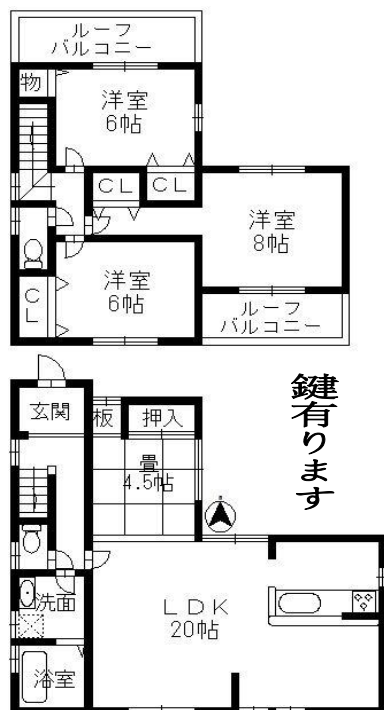 ルーフ
バルコニー
物
洋室
6帖
CL
CL
洋室
8帖
洋室
6帖
CL
ルーフ
バルコニー
玄関
板
押入
畳
4.5帖
鍵有ります
洗面
LDK
20帖
浴室